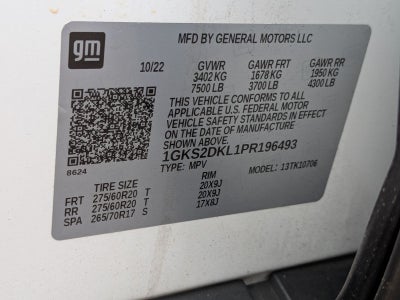 gm
MFD BY GENERAL MOTORS LLC
10/22 GVWR GAWR FRT GAWR RR
3402 KG 1678 KG 1950 KG
7500 LB 3700 LB 4300 LB
THIS VEHICLE CONFORMS TO ALL
APPLICABLE U.S. FEDERAL MOTOR
VEHICLE SAFETY STANDARDS IN EFFECT
ON THE DATE OF MANUFACTURE
SHOWN ABOVE.
1GKS2DKL1PR196493
8624 TYPE: MPV 13TK10706
TIRE SIZE RIM
FRT 275/60R20 T 20X9J
RR 275/60R20 T 20X9J
SPA 265/70R17 S 17X8J